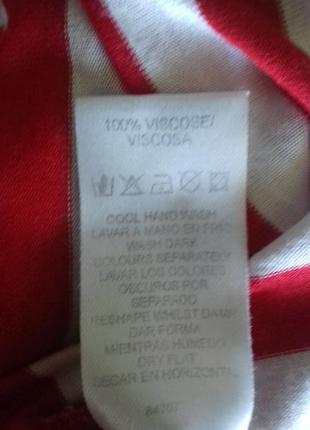 100% VISCOSE/
VISCOSA
COOL HAND WASH
LAVAR A MANO EN FRIO
WASH DARK
COLOURS SEPARATELY
LAVAR LOS COLORES
OSCUROS POR
SEPARADO
RESHAPE WHILST DAMP
DAR FORMA
MIENTRAS HUMEDO
DRY FLAT
SECAR EN HORIZONTAL